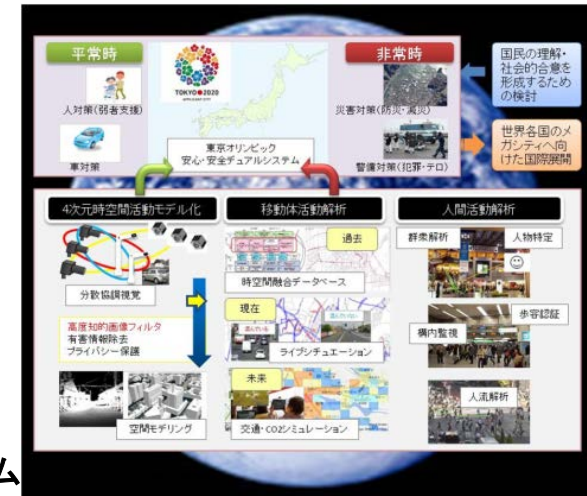 平常時
非常時
TOKYO 2020
人対策(弱者支援)
車対策
災害対策(防災・減災)
警備対策(犯罪・テロ)
東京オリンピック
安心・安全デュアルシステム
国民の理解・
社会的合意を
形成するため
の検討
世界各国のメ
ガシティへ向
けた国際展開
4次元時空間活動モデル化
移動体活動解析
人間活動解析
分散協調視覚
高度知的画像フィルタ
有害情報除去
プライバシー保護
空間モデリング
過去
時空間融合データベース
現在
ライブシチュエーション
未来
交通・CO2シミュレーション
群衆解析
人物特定
歩容認証
構内監視
人流解析
ム